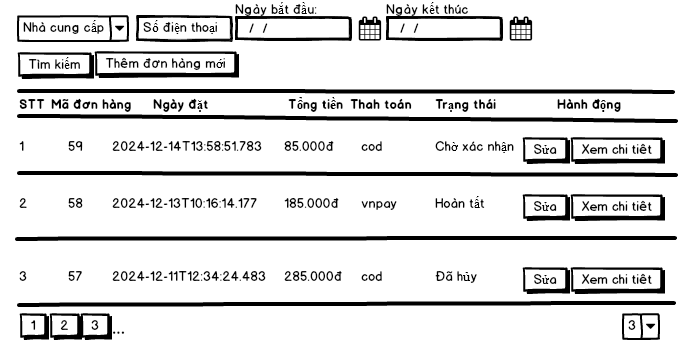 Ngày bắt đầu: Ngày kết thúc
Nhà cung cấp Số điện thoại / / / /
Tìm kiếm Thêm đơn hàng mới
STT Mã đơn hàng Ngày đặt Tổng tiền Thah toán Trạng thái Hành động
1 59 2024-12-14T13:58:51.783 85.000đ cod Chờ xác nhận Sửa Xem chi tiết
2 58 2024-12-13T10:16:14.177 185.000đ vnpay Hoàn tất Sửa Xem chi tiết
3 57 2024-12-11T12:34:24.483 285.000đ cod Đã hủy Sửa Xem chi tiết
1 2 3 ... 3